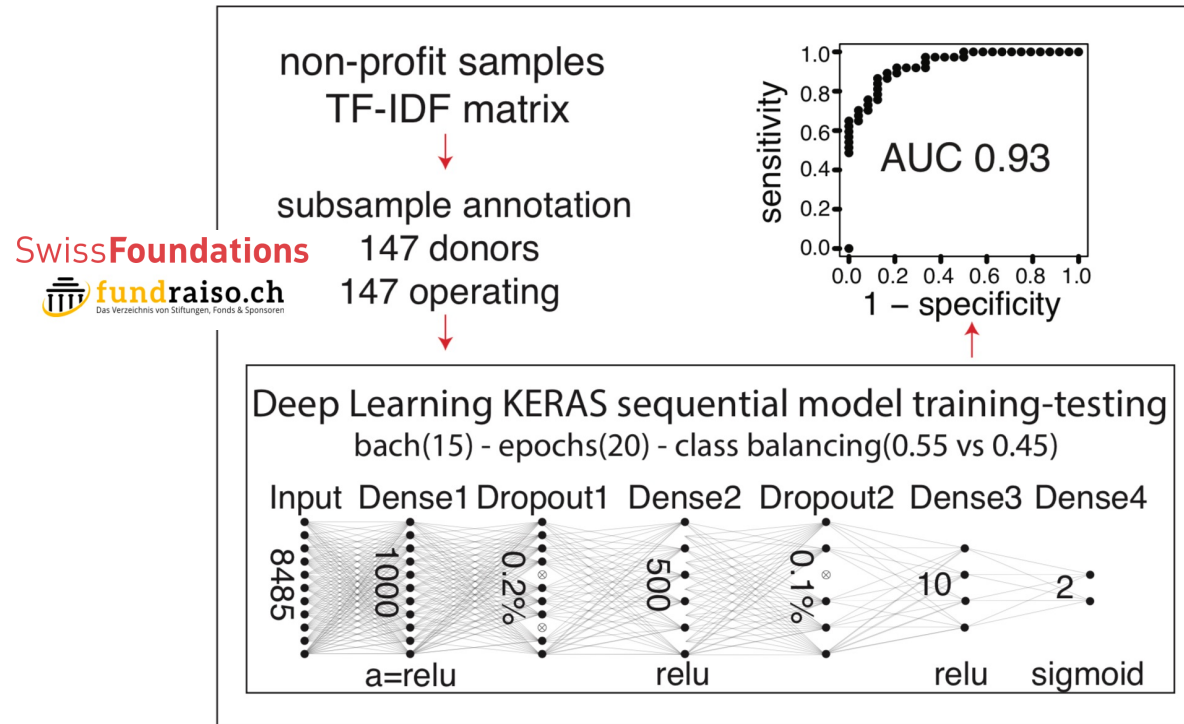 non-profit samples
TF-IDF matrix
subsample annotation
147 donors
147 operating
SwissFoundations
fundraiso.ch
Das Verzeichnis von Stiftungen, Fonds & Sponsoren
sensitivity
1.0
0.8
0.6
0.4
0.2
0.0
AUC 0.93
0.0 0.2 0.4 0.6 0.8 1.0
1 – specificity
Deep Learning KERAS sequential model training-testing
bach(15) - epochs(20) - class balancing(0.55 vs 0.45)
Input Dense1 Dropout1 Dense2 Dropout2 Dense3 Dense4
8485 1000 0.2% 500 0.1% 10 2
a=relu relu relu sigmoid